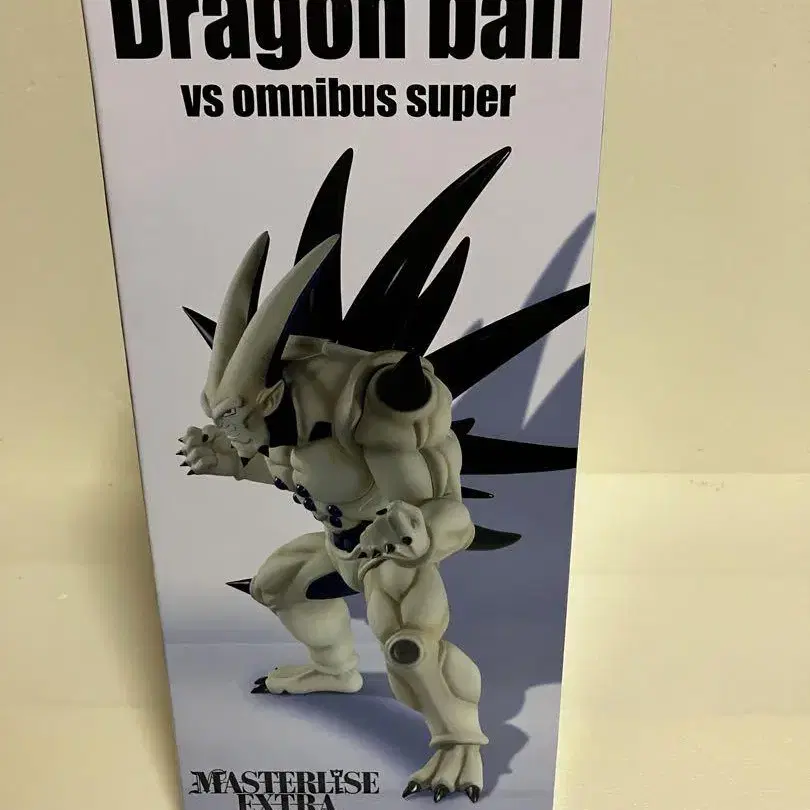 Dragon ball
vs omnibus super
MASTERLISE
EXTRA